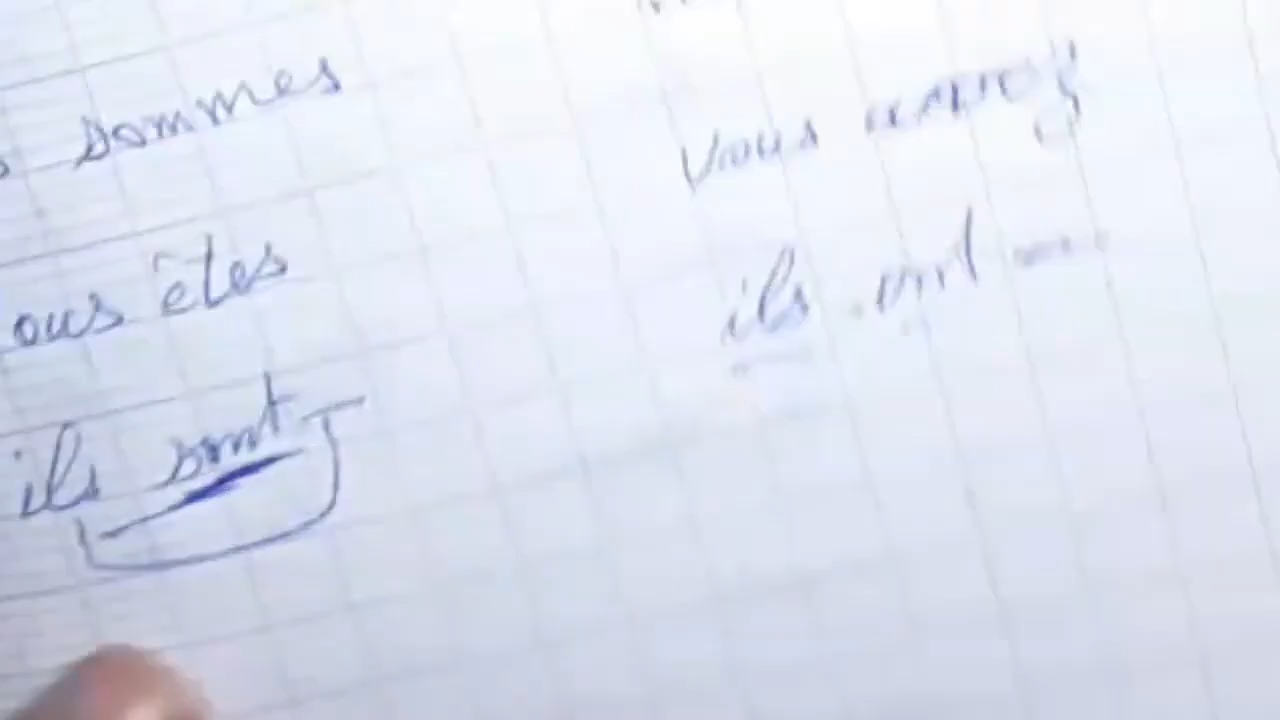 sommes
ous êtes
ils sont
Vous avez
ils ont